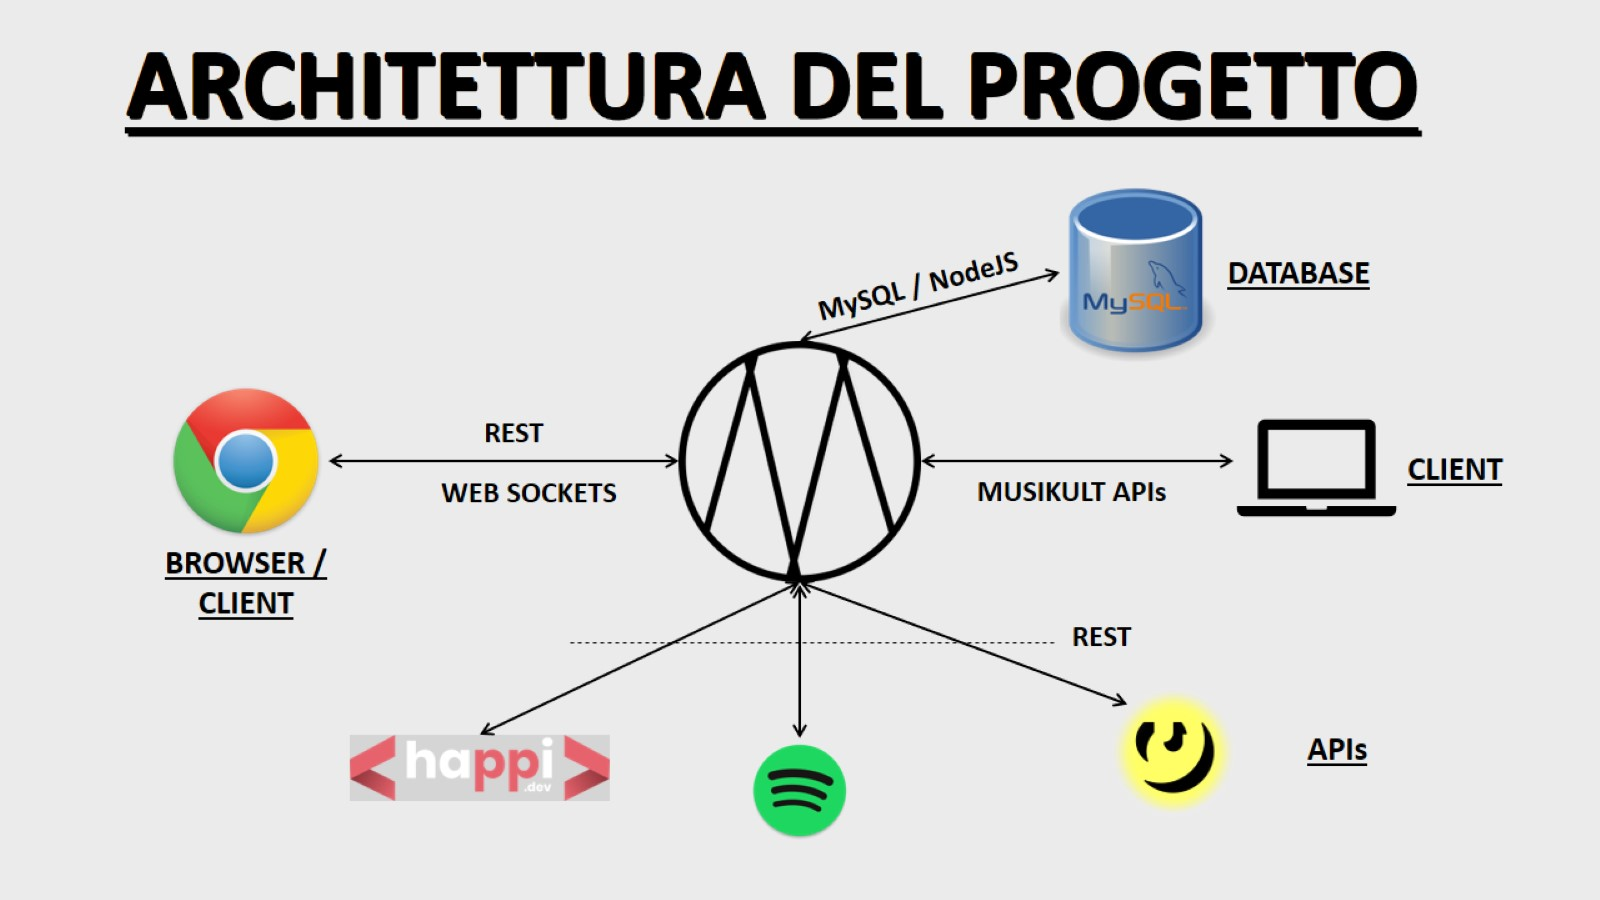 ARCHITETTURA DEL PROGETTO
MySQL / NodeJS
MySQL
DATABASE
REST
WEB SOCKETS
MUSIKULT APIs
CLIENT
BROWSER /
CLIENT
REST
happi
.dev
APIs